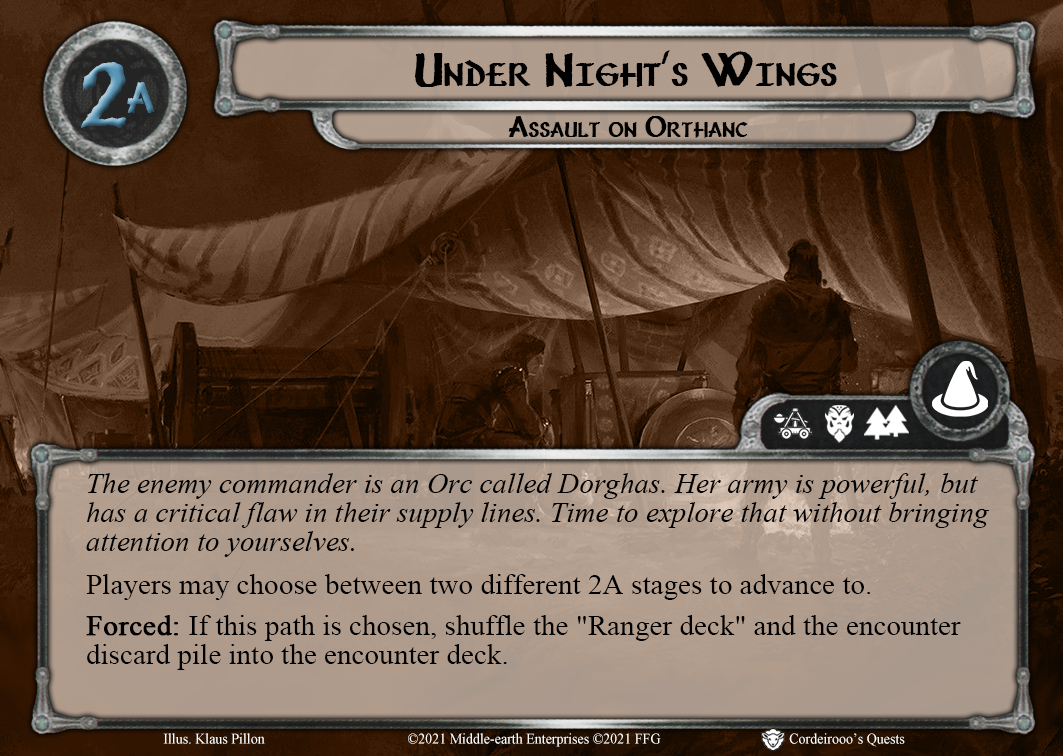 2A
Under Night's Wings
Assault on Orthanc
The enemy commander is an Orc called Dorghas. Her army is powerful, but
has a critical flaw in their supply lines. Time to explore that without bringing
attention to yourselves.
Players may choose between two different 2A stages to advance to.
Forced: If this path is chosen, shuffle the "Ranger deck" and the encounter
discard pile into the encounter deck.
Illus. Klaus Pillon ©2021 Middle-earth Enterprises ©2021 FFG Cordeirooo's Quests